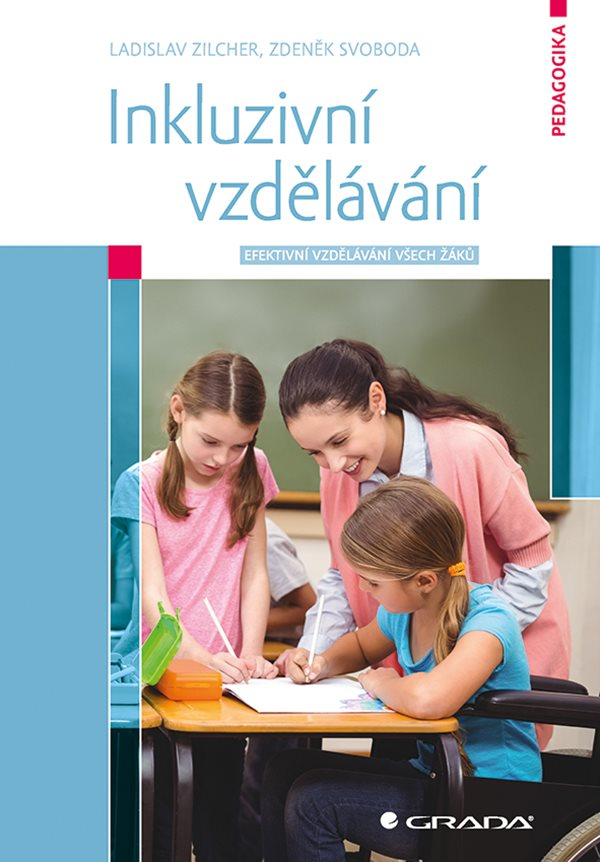 LADISLAV ZILCHER, ZDENĚK SVOBODA
PEDAGOGIKA
Inkluzivní
vzdělávání
EFEKTIVNÍ VZDĚLÁVÁNÍ VŠECH ŽÁKŮ
GRADA